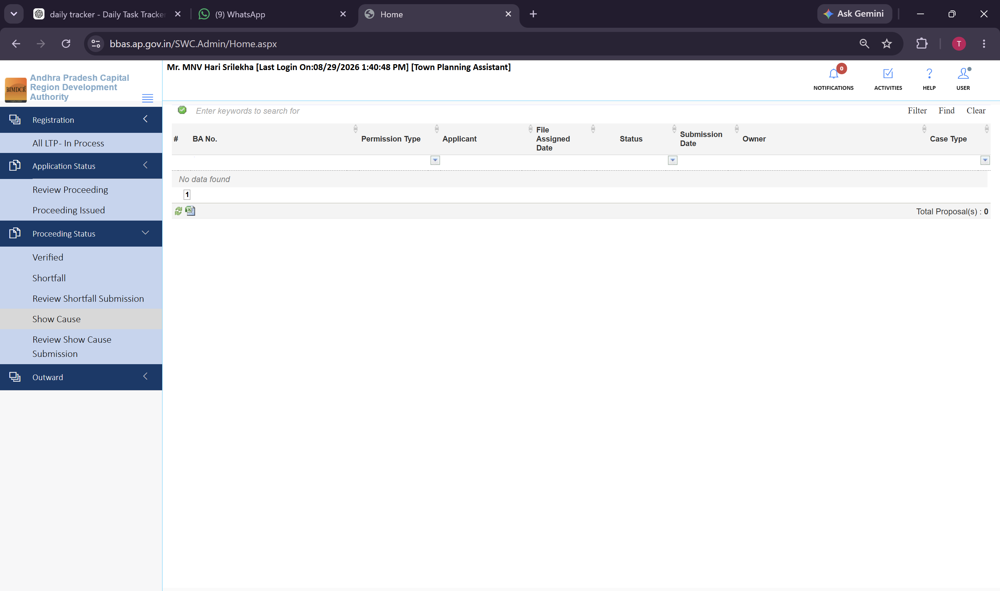 daily tracker - Daily Task Tracker
(9) WhatsApp
Home
Ask Gemini
bbas.ap.gov.in/SWC.Admin/Home.aspx
T
BIMDCR
Andhra Pradesh Capital
Region Development
Authority
Mr. MNV Hari Srilekha [Last Login On:08/29/2026 1:40:48 PM] [Town Planning Assistant]
0
NOTIFICATIONS
ACTIVITIES
HELP
USER
Registration
All LTP- In Process
Application Status
Review Proceeding
Proceeding Issued
Proceeding Status
Verified
Shortfall
Review Shortfall Submission
Show Cause
Review Show Cause
Submission
Outward
Enter keywords to search for
Filter Find Clear
# BA No. Permission Type Applicant File Assigned Date Status Submission Date Owner Case Type
No data found
1
Total Proposal(s) : 0